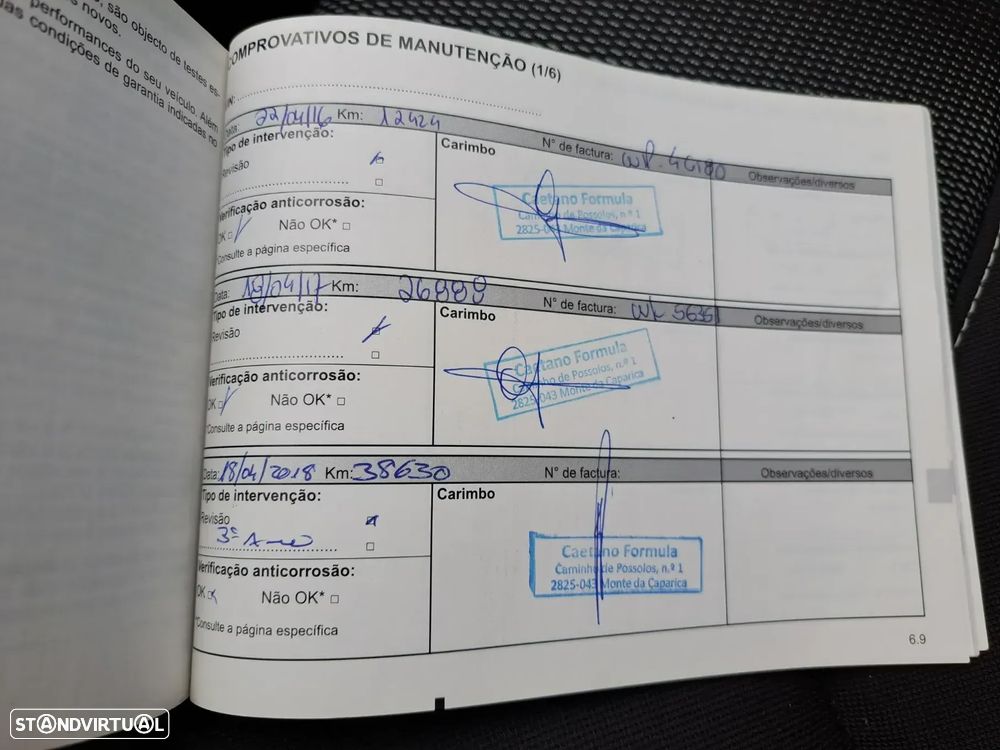 são objecto de testes es-
s novos.
performances do seu veículo. Além
das condições de garantia indicadas no
COMPROVATIVOS DE MANUTENÇÃO (1/6)
Data: 22/04/16 Km: 12424 N° de factura: Observações/diversos
Tipo de intervenção:
Revisão
Verificação anticorrosão:
OK □ Não OK* □
*Consulte a página específica
Carimbo
Caetano Formula
Caminho de Possolos, n.º 1
2825-043 Monte da Caparica
Data: 04/17 Km: N° de factura: Observações/diversos
Tipo de intervenção:
Revisão
Verificação anticorrosão:
OK □ Não OK* □
*Consulte a página específica
Carimbo
Caetano Formula
Caminho de Possolos, n.º 1
2825-043 Monte da Caparica
Data: 18/04/2018 Km: 38630 N° de factura: Observações/diversos
Tipo de intervenção:
Revisão
3º Ano
Verificação anticorrosão:
OK □ Não OK* □
*Consulte a página específica
Carimbo
Caetano Formula
Caminho de Possolos, n.º 1
2825-043 Monte da Caparica
6.9
STANDVIRTUAL